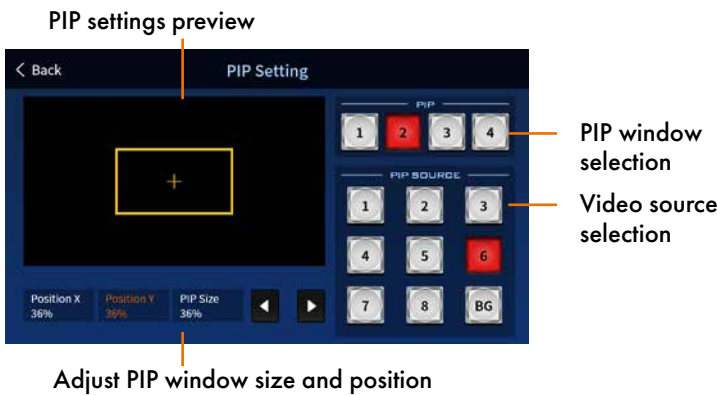 PIP settings preview
Back
PIP Setting
PIP
1 2 3 4
PIP window
selection
PIP SOURCE
1 2 3
Video source
selection
4 5 6
Position X
36%
Position Y
36%
PIP Size
36%
7 8 BG
Adjust PIP window size and position